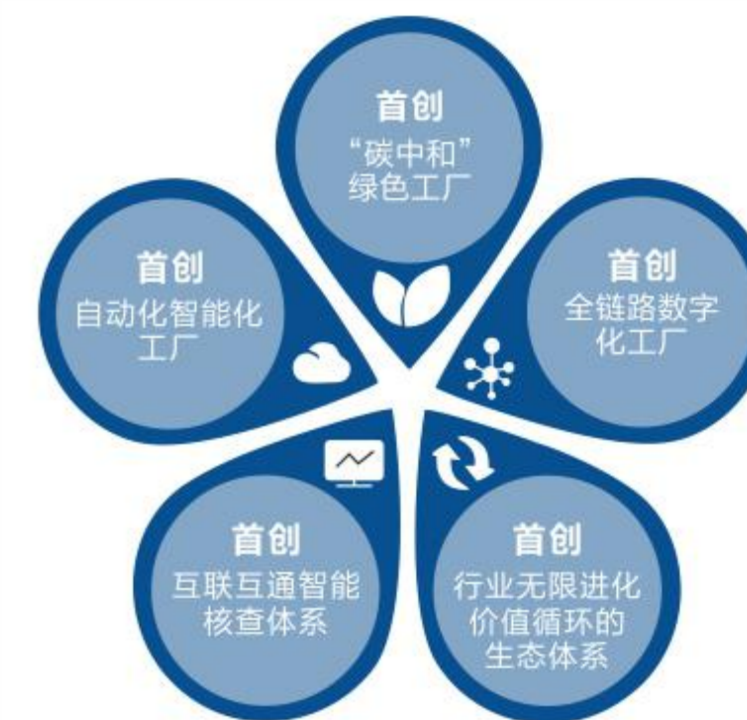 首创
“碳中和”
绿色工厂
首创
自动化智能化
工厂
首创
全链路数字
化工厂
首创
互联互通智能
核查体系
首创
行业无限进化
价值循环的
生态体系